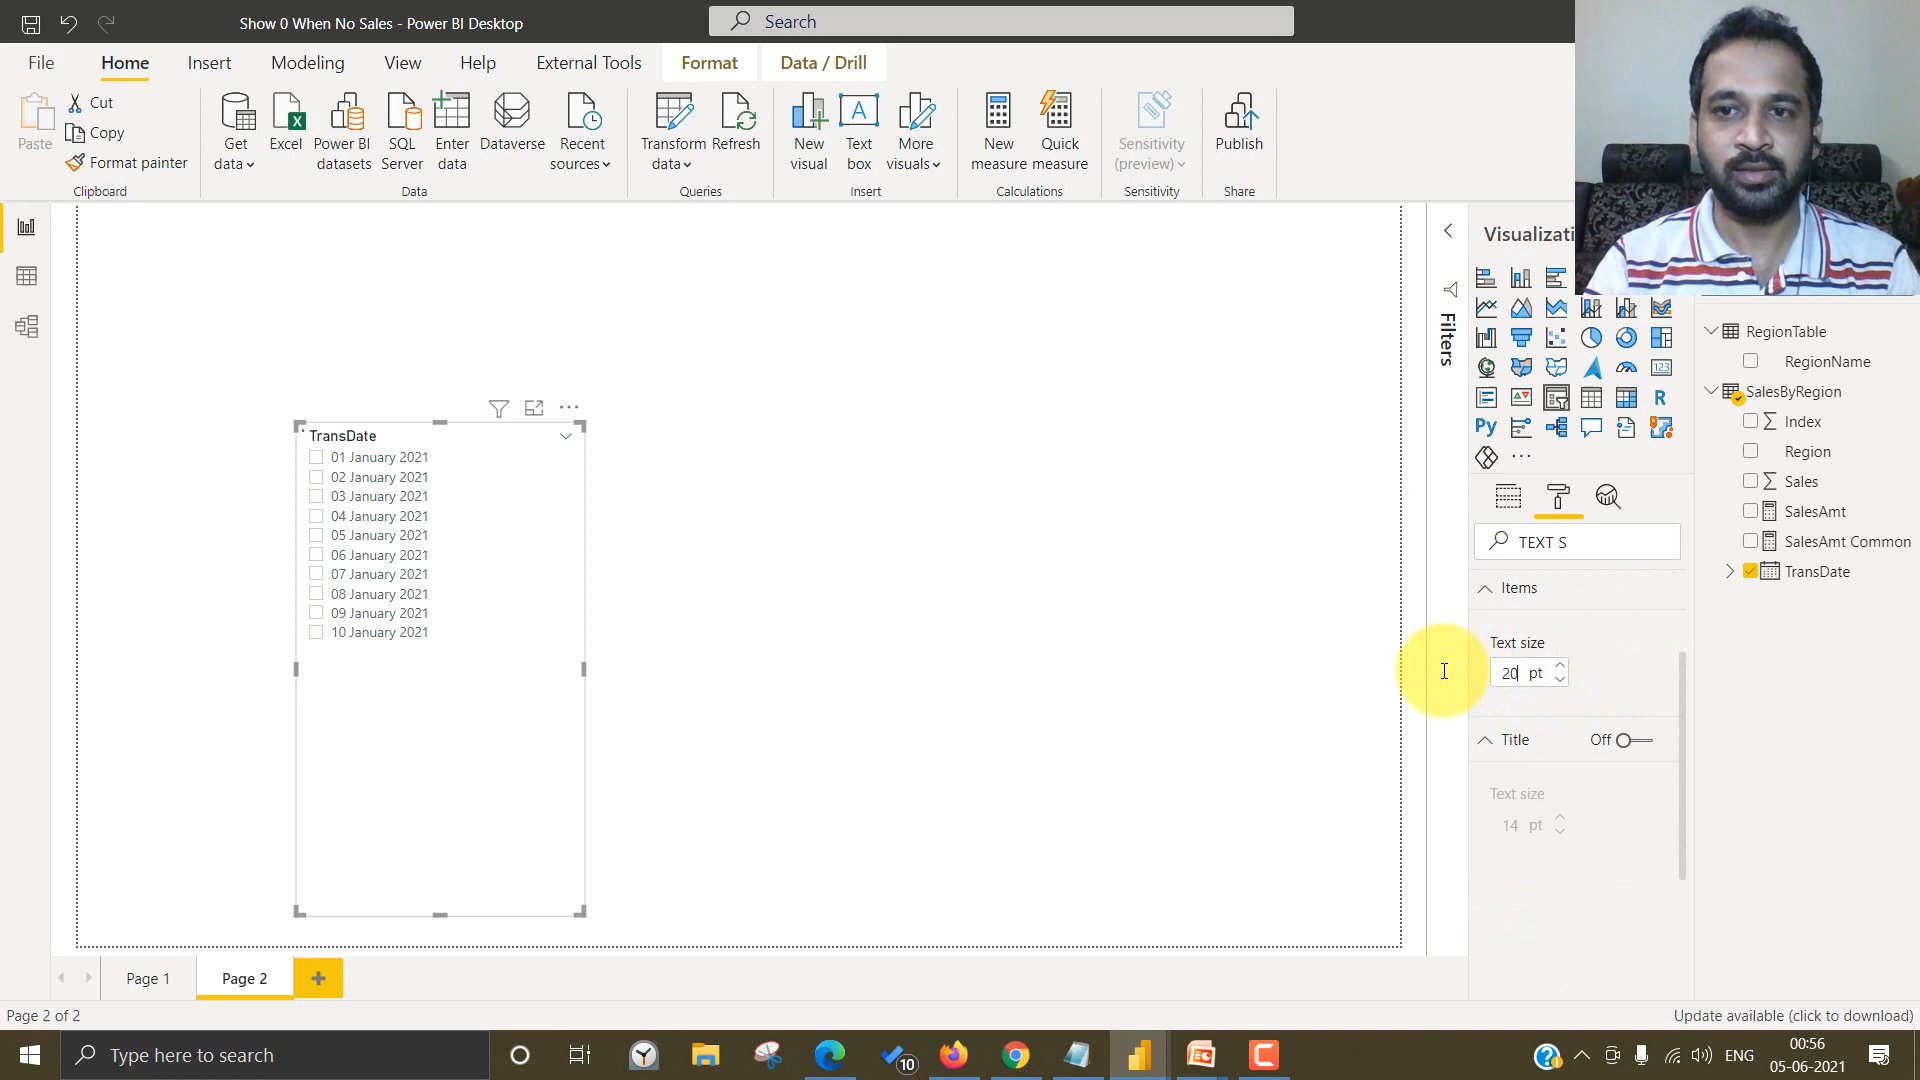 Show 0 When No Sales - Power BI Desktop
Search
File
Home
Insert
Modeling
View
Help
External Tools
Format
Data / Drill
Paste
Cut
Copy
Format painter
Clipboard
Get data
Excel
Power BI datasets
SQL Server
Enter data
Dataverse
Recent sources
Data
Transform data
Refresh
Queries
New visual
Text box
More visuals
Insert
New measure
Quick measure
Calculations
Sensitivity (preview)
Sensitivity
Publish
Share
TransDate
01 January 2021
02 January 2021
03 January 2021
04 January 2021
05 January 2021
06 January 2021
07 January 2021
08 January 2021
09 January 2021
10 January 2021
Filters
Visualizati
123
R
Py
TEXT S
Items
Text size
20 pt
Title
Off
Text size
14 pt
RegionTable
RegionName
SalesByRegion
Index
Region
Sales
SalesAmt
SalesAmt Common
TransDate
Page 1
Page 2
Page 2 of 2
Update available (click to download)
Type here to search
10
ENG
00:56
05-06-2021